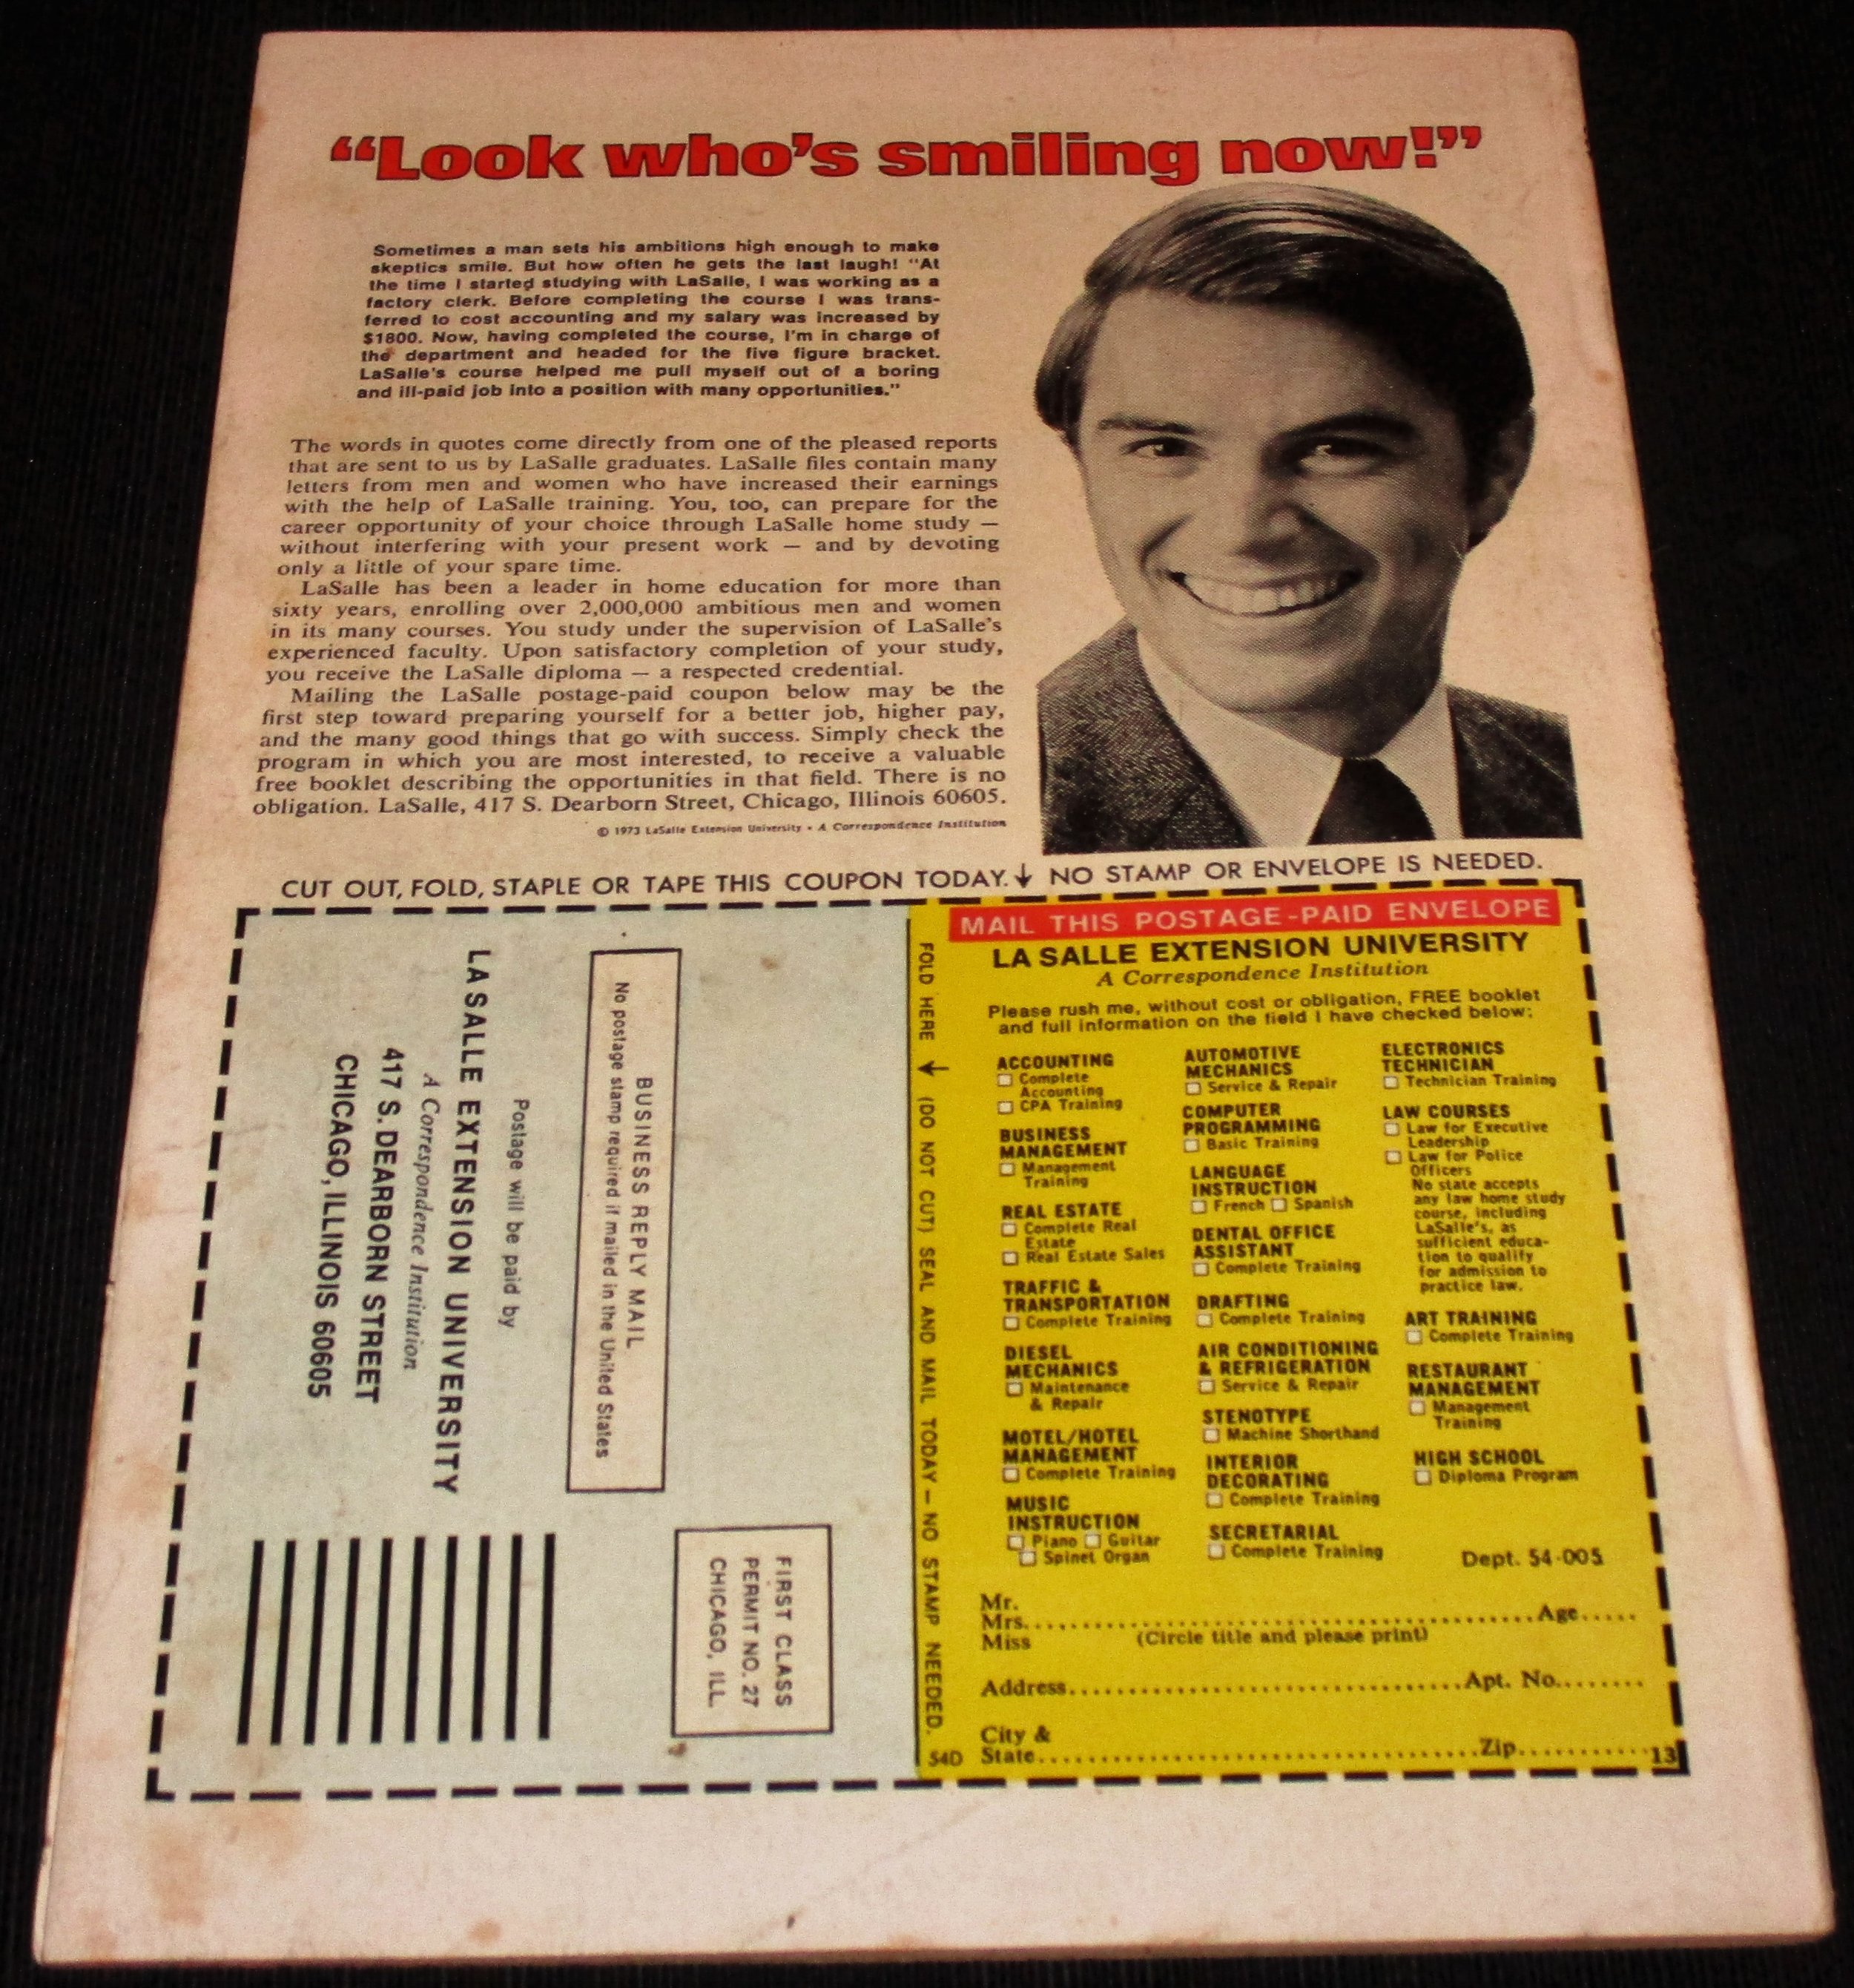 “Look who’s smiling now!”
Sometimes a man sets his ambitions high enough to make
skeptics smile. But how often he gets the last laugh! “At
the time I started studying with LaSalle, I was working as a
factory clerk. Before completing the course I was trans-
ferred to cost accounting and my salary was increased by
$1800. Now, having completed the course, I’m in charge of
the department and headed for the five figure bracket.
LaSalle’s course helped me pull myself out of a boring
and ill-paid job into a position with many opportunities.”
The words in quotes come directly from one of the pleased reports
that are sent to us by LaSalle graduates. LaSalle files contain many
letters from men and women who have increased their earnings
with the help of LaSalle training. You, too, can prepare for the
career opportunity of your choice through LaSalle home study —
without interfering with your present work — and by devoting
only a little of your spare time.
LaSalle has been a leader in home education for more than
sixty years, enrolling over 2,000,000 ambitious men and women
in its many courses. You study under the supervision of LaSalle’s
experienced faculty. Upon satisfactory completion of your study,
you receive the LaSalle diploma — a respected credential.
Mailing the LaSalle postage-paid coupon below may be the
first step toward preparing yourself for a better job, higher pay,
and the many good things that go with success. Simply check the
program in which you are most interested, to receive a valuable
free booklet describing the opportunities in that field. There is no
obligation. LaSalle, 417 S. Dearborn Street, Chicago, Illinois 60605.
© 1973 LaSalle Extension University • A Correspondence Institution
CUT OUT, FOLD, STAPLE OR TAPE THIS COUPON TODAY. ↓ NO STAMP OR ENVELOPE IS NEEDED.
FIRST CLASS
PERMIT NO. 27
CHICAGO, ILL.
BUSINESS REPLY MAIL
No postage stamp required if mailed in the United States
Postage will be paid by
LA SALLE EXTENSION UNIVERSITY
A Correspondence Institution
417 S. DEARBORN STREET
CHICAGO, ILLINOIS 60605
FOLD HERE → (DO NOT CUT) SEAL AND MAIL TODAY — NO STAMP NEEDED.
MAIL THIS POSTAGE-PAID ENVELOPE
LA SALLE EXTENSION UNIVERSITY
A Correspondence Institution
Please rush me, without cost or obligation, FREE booklet
and full information on the field I have checked below:
ACCOUNTING
☐ Complete
Accounting
☐ CPA Training
BUSINESS
MANAGEMENT
☐ Management
Training
REAL ESTATE
☐ Complete Real
Estate
☐ Real Estate Sales
TRAFFIC &
TRANSPORTATION
☐ Complete Training
DIESEL
MECHANICS
☐ Maintenance
& Repair
MOTEL/HOTEL
MANAGEMENT
☐ Complete Training
MUSIC
INSTRUCTION
☐ Piano ☐ Guitar
☐ Spinet Organ
AUTOMOTIVE
MECHANICS
☐ Service & Repair
COMPUTER
PROGRAMMING
☐ Basic Training
LANGUAGE
INSTRUCTION
☐ French ☐ Spanish
DENTAL OFFICE
ASSISTANT
☐ Complete Training
DRAFTING
☐ Complete Training
AIR CONDITIONING
& REFRIGERATION
☐ Service & Repair
STENOTYPE
☐ Machine Shorthand
INTERIOR
DECORATING
☐ Complete Training
SECRETARIAL
☐ Complete Training
ELECTRONICS
TECHNICIAN
☐ Technician Training
LAW COURSES
☐ Law for Executive
Leadership
☐ Law for Police
Officers
No state accepts
any law home study
course, including
LaSalle’s, as
sufficient educa-
tion to qualify
for admission to
practice law.
ART TRAINING
☐ Complete Training
RESTAURANT
MANAGEMENT
☐ Management
Training
HIGH SCHOOL
☐ Diploma Program
Dept. 54-005
Mr.
Mrs. Age
Miss (Circle title and please print)
Address Apt. No.
City &
State Zip
54D
13